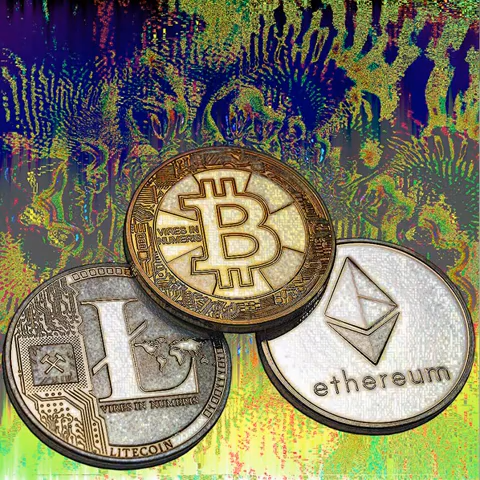 VIRES IN
NUMERIS
B
ethereum
Ł
VIRES IN NUMERIS
LITECOIN